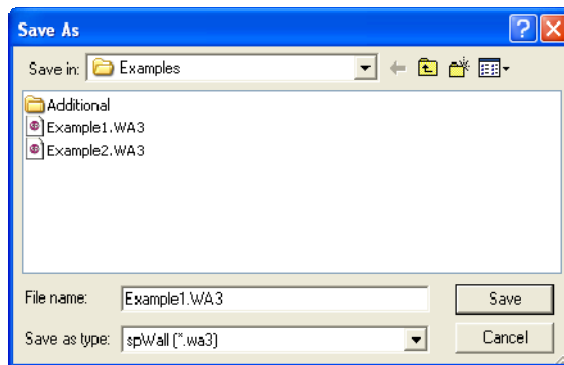 Save As
Save in: Examples
Additional
Example1.WA3
Example2.WA3
File name: Example1.WA3 Save
Save as type: spWall (*.wa3) Cancel